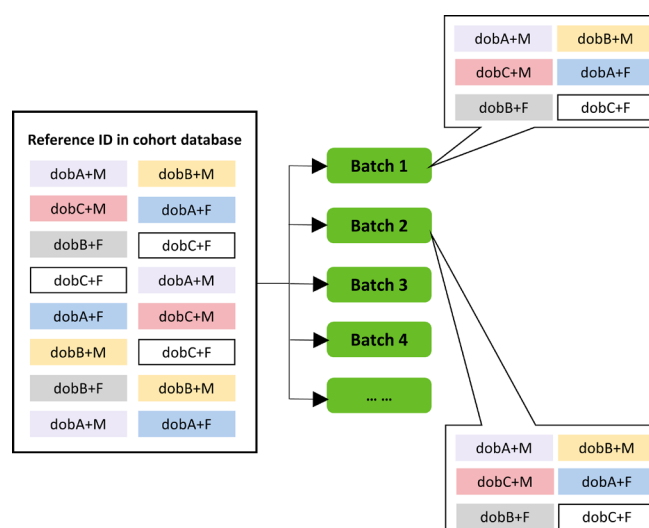 dobA+M dobB+M
dobC+M dobA+F
dobB+F dobC+F
Reference ID in cohort database
dobA+M dobB+M
dobC+M dobA+F
dobB+F dobC+F
dobC+F dobA+M
dobA+F dobC+M
dobB+M dobC+F
dobB+F dobB+M
dobA+M dobA+F
Batch 1
Batch 2
Batch 3
Batch 4
... ...
dobA+M dobB+M
dobC+M dobA+F
dobB+F dobC+F